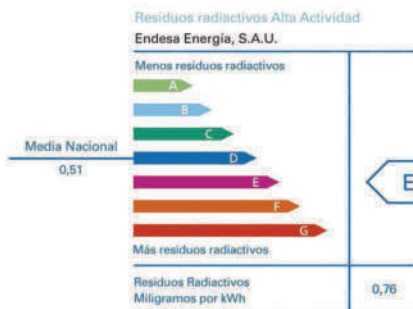 Residuos radiactivos Alta Actividad
Endesa Energía, S.A.U.
Menos residuos radiactivos
A
B
C
Media Nacional
D
0,51
E
E
F
G
Más residuos radiactivos
Residuos Radiactivos
Miligramos por kWh
0,76